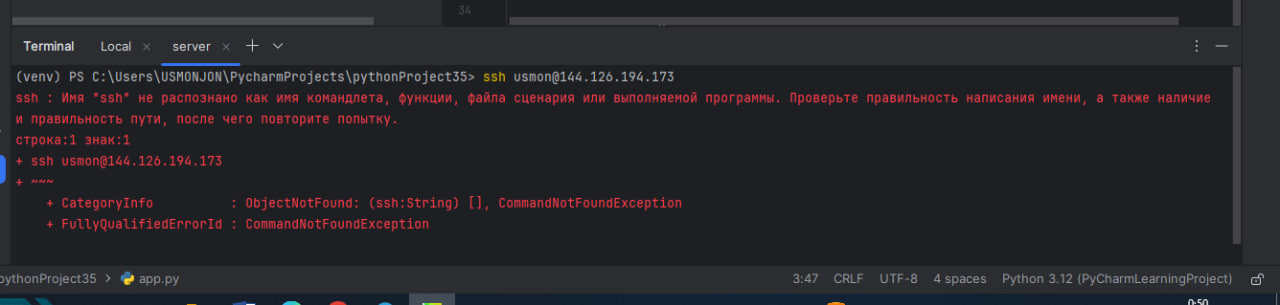 34
Terminal Local × server ×
(venv) PS C:\Users\USMONJON\PycharmProjects\pythonProject35> ssh usmon@144.126.194.173
ssh : Имя "ssh" не распознано как имя командлета, функции, файла сценария или выполняемой программы. Проверьте правильность написания имени, а также наличие
и правильность пути, после чего повторите попытку.
строка:1 знак:1
+ ssh usmon@144.126.194.173
+ ~~~
    + CategoryInfo          : ObjectNotFound: (ssh:String) [], CommandNotFoundException
    + FullyQualifiedErrorId : CommandNotFoundException
ythonProject35 > app.py 3:47 CRLF UTF-8 4 spaces Python 3.12 (PyCharmLearningProject)
0:50